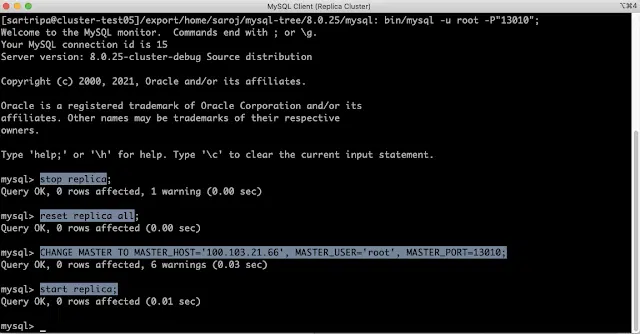 MySQL Client (Replica Cluster)
⌥⌘4
[satripa@cluster-test05]/export/home/saroj/mysql-tree/8.0.25/mysql: bin/mysql -u root -P"13010";
Welcome to the MySQL monitor.  Commands end with ; or \g.
Your MySQL connection id is 15
Server version: 8.0.25-cluster-debug Source distribution
Copyright (c) 2000, 2021, Oracle and/or its affiliates.
Oracle is a registered trademark of Oracle Corporation and/or its
affiliates. Other names may be trademarks of their respective
owners.
Type 'help;' or '\h' for help. Type '\c' to clear the current input statement.
mysql> stop replica;
Query OK, 0 rows affected, 1 warning (0.00 sec)
mysql> reset replica all;
Query OK, 0 rows affected (0.00 sec)
mysql> CHANGE MASTER TO MASTER_HOST='100.103.21.66', MASTER_USER='root', MASTER_PORT=13010;
Query OK, 0 rows affected, 6 warnings (0.03 sec)
mysql> start replica;
Query OK, 0 rows affected (0.01 sec)
mysql> _